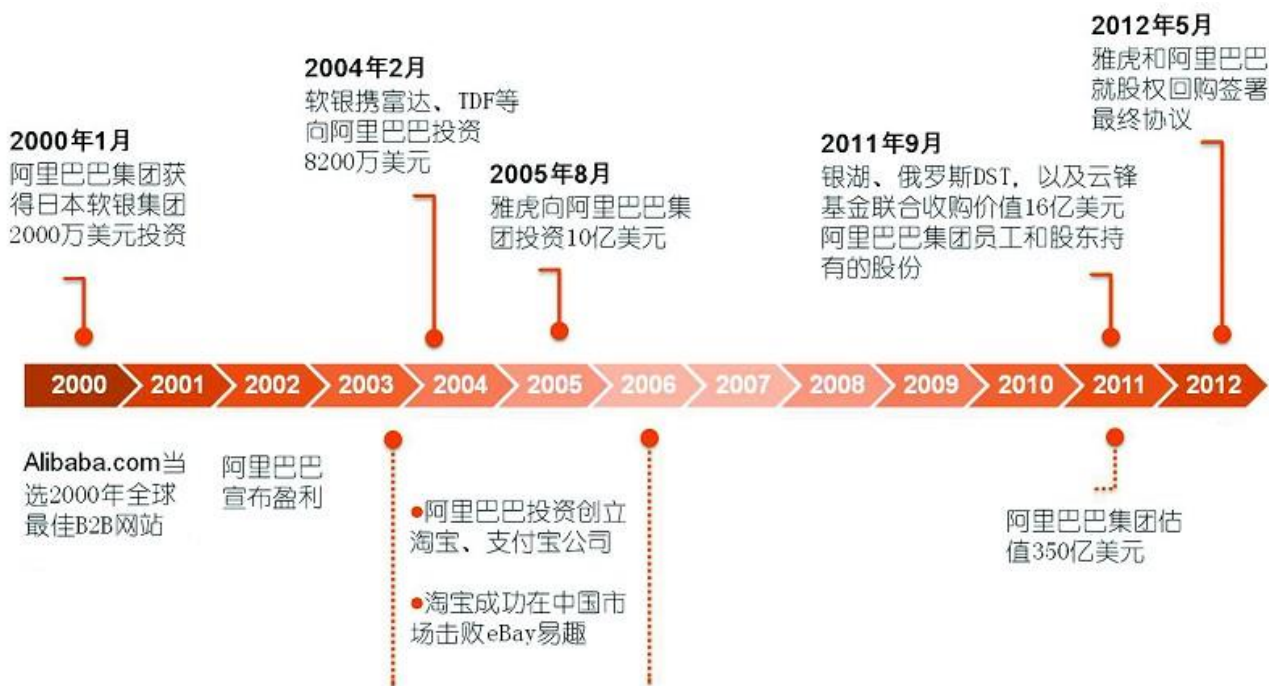 2012年5月
雅虎和阿里巴巴
就股权回购签署
最终协议
2004年2月
软银携富达、TDF等
向阿里巴巴投资
8200万美元
2000年1月
阿里巴巴集团获
得日本软银集团
2000万美元投资
2005年8月
雅虎向阿里巴巴集
团投资10亿美元
2011年9月
银湖、俄罗斯DST，以及云锋
基金联合收购价值16亿美元
阿里巴巴集团员工和股东持
有的股份
2000 2001 2002 2003 2004 2005 2006 2007 2008 2009 2010 2011 2012
Alibaba.com当
选2000年全球
最佳B2B网站
阿里巴巴
宣布盈利
●阿里巴巴投资创立
淘宝、支付宝公司
●淘宝成功在中国市
场击败eBay易趣
阿里巴巴集团估
值350亿美元